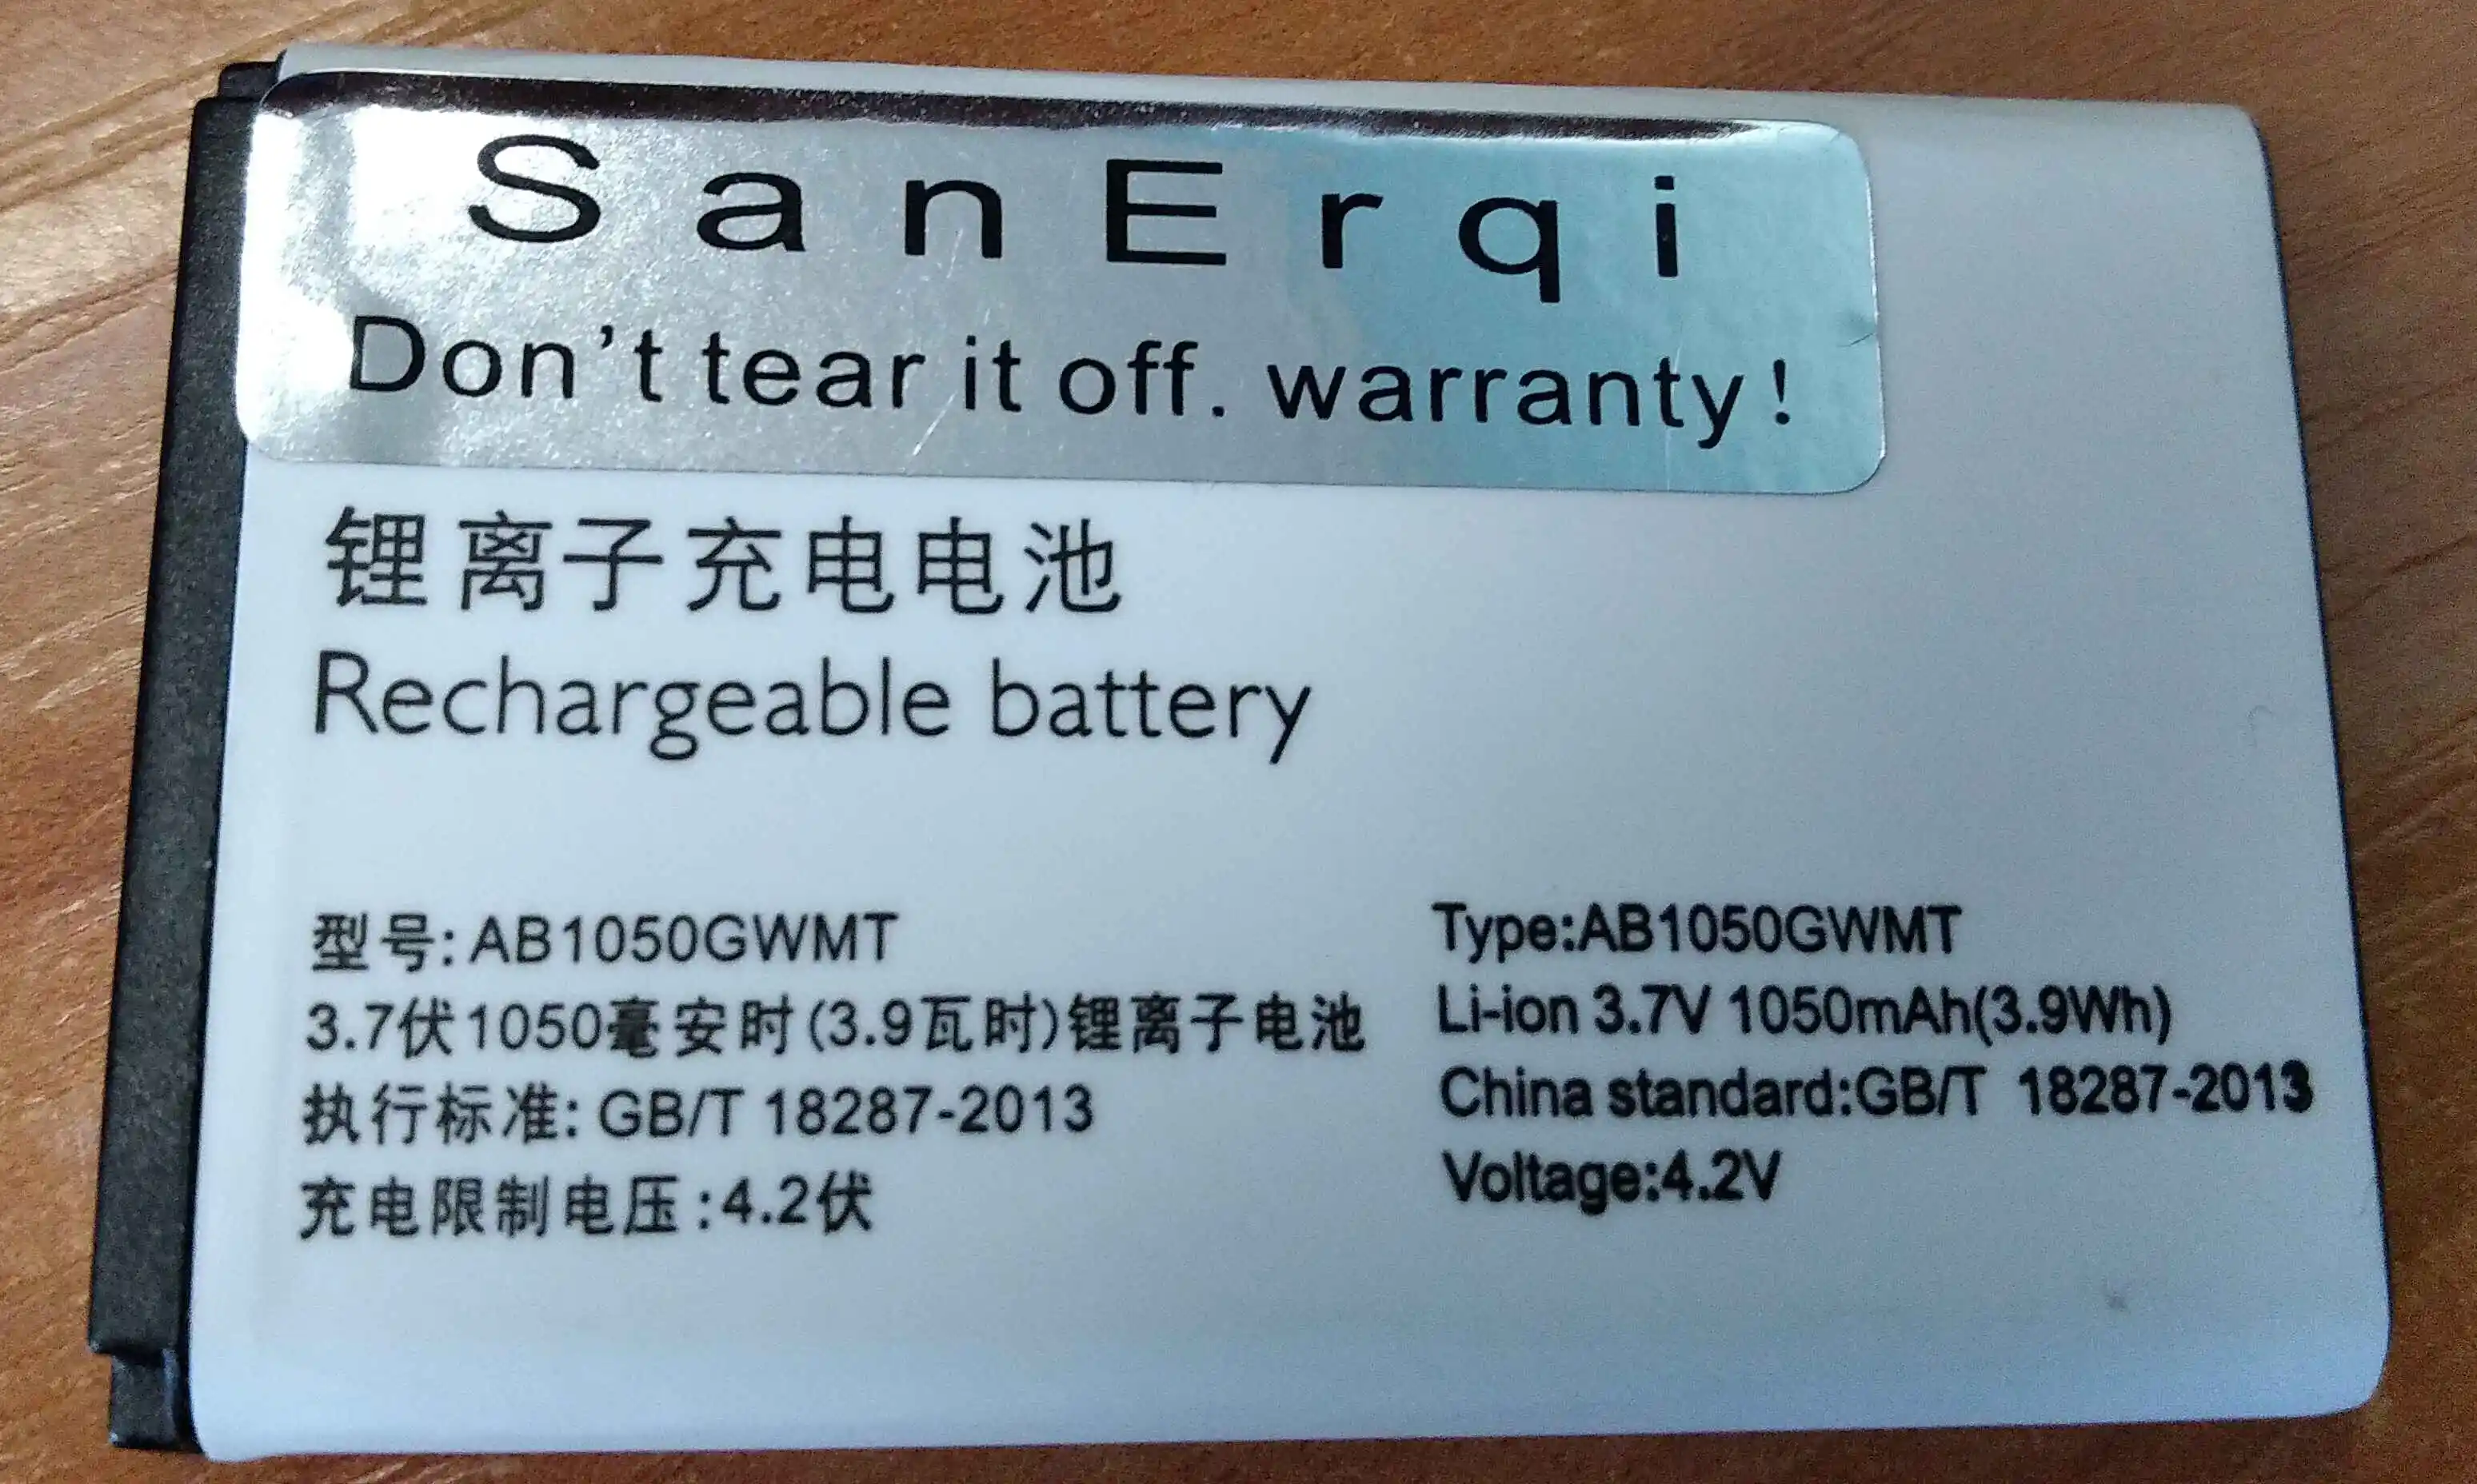 SanErqi
Don't tear it off. warranty!
锂离子充电电池
Rechargeable battery
型号: AB1050GWMT
3.7伏1050毫安时(3.9瓦时)锂离子电池
执行标准: GB/T 18287-2013
充电限制电压:4.2伏
Type:AB1050GWMT
Li-ion 3.7V 1050mAh(3.9Wh)
China standard:GB/T 18287-2013
Voltage:4.2V